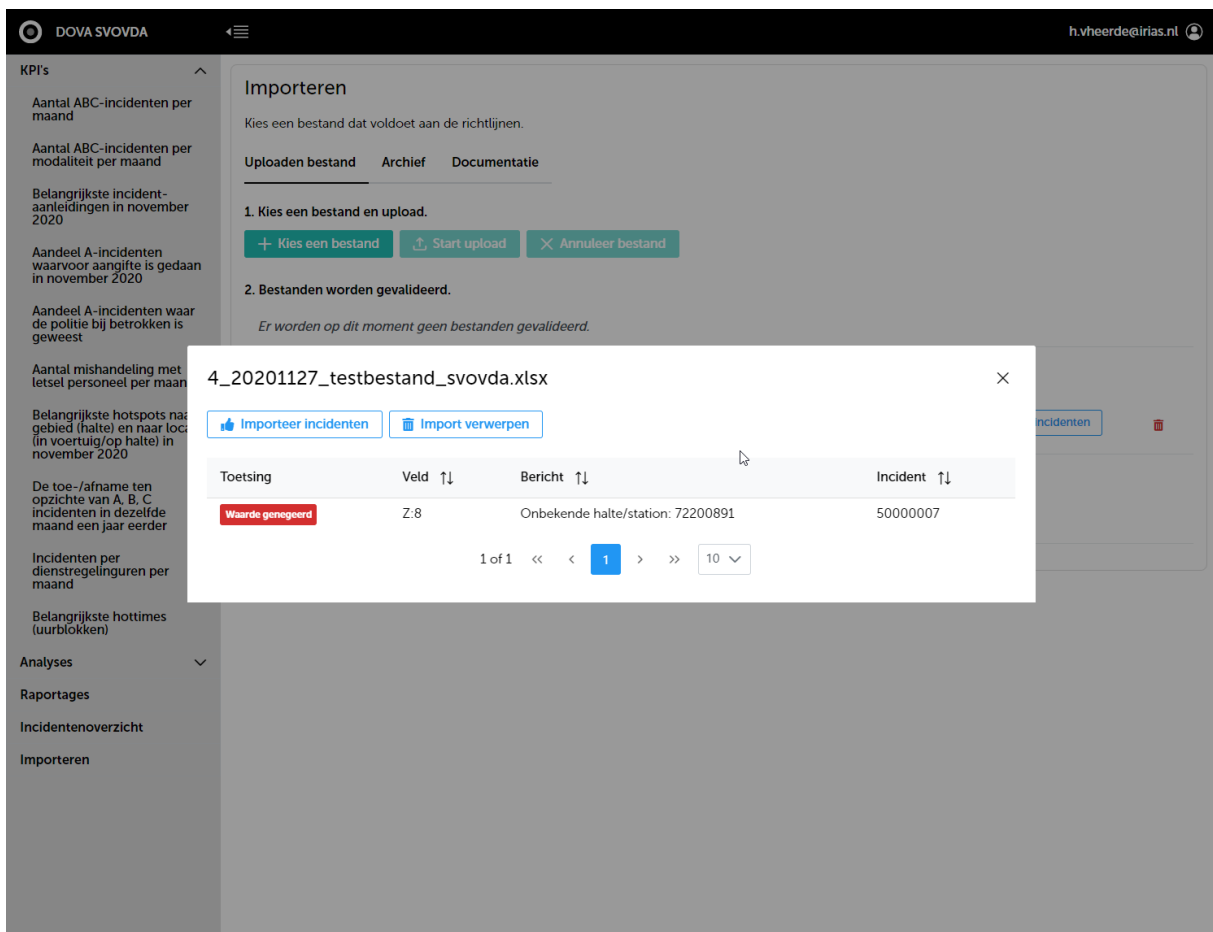 DOVA SVOVDA
h.vheerde@irias.nl
KPI's
Aantal ABC-incidenten per
maand
Aantal ABC-incidenten per
modaliteit per maand
Belangrijkste incident-
aanleidingen in november
2020
Aandeel A-incidenten
waarvoor aangifte is gedaan
in november 2020
Aandeel A-incidenten waar
de politie bij betrokken is
geweest
Aantal mishandeling met
letsel personeel per maan
Belangrijkste hotspots naa
gebied (halte) en naar loca
(in voertuig/op halte) in
november 2020
De toe-/afname ten
opzichte van A, B, C
incidenten in dezelfde
maand een jaar eerder
Incidenten per
dienstregelinguren per
maand
Belangrijkste hottimes
(uurblokken)
Analyses
Raportages
Incidentenoverzicht
Importeren
Importeren
Kies een bestand dat voldoet aan de richtlijnen.
Uploaden bestand Archief Documentatie
1. Kies een bestand en upload.
Kies een bestand Start upload Annuleer bestand
2. Bestanden worden gevalideerd.
Er worden op dit moment geen bestanden gevalideerd.
incidenten
4_20201127_testbestand_svovda.xlsx
Importeer incidenten Import verwerpen
Toetsing Veld Bericht Incident
Waarde genegeerd Z:8 Onbekende halte/station: 72200891 50000007
1 of 1 << < 1 > >> 10